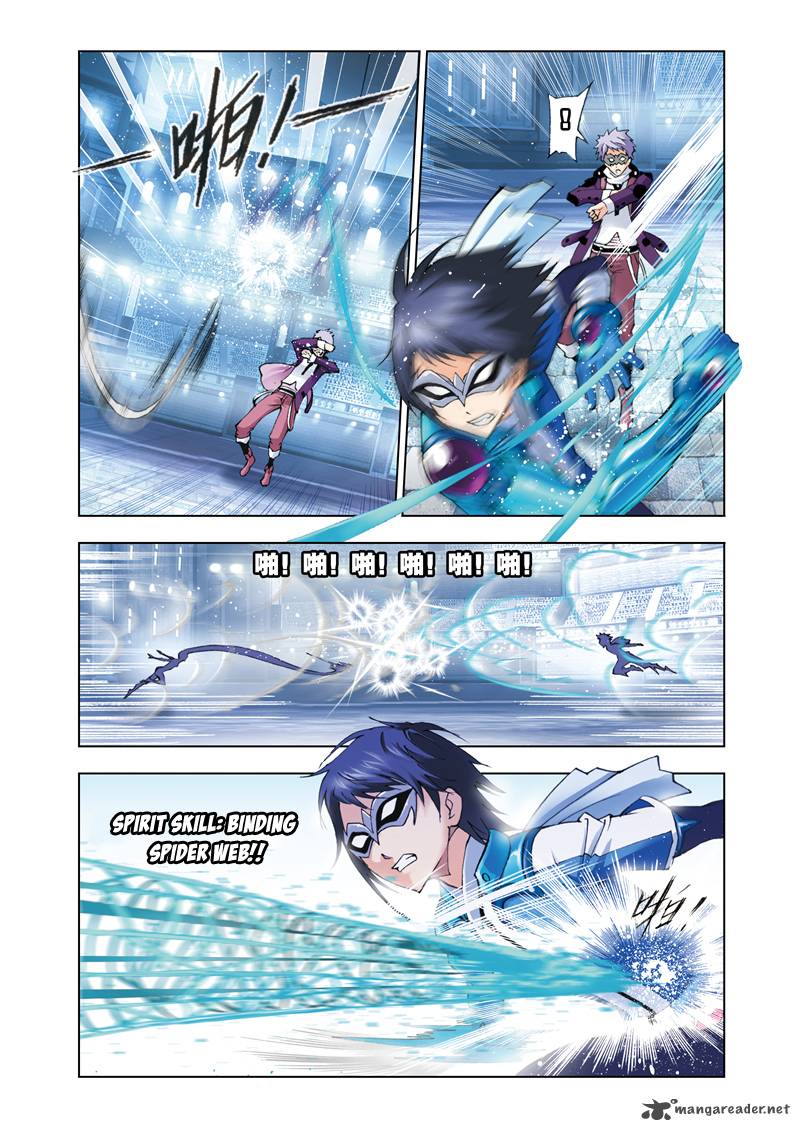 啪!
!
啪! 啪! 啪! 啪! 啪! 啪!
SPIRIT SKILL: BINDING
SPIDER WEB!!
啪!
mangareader.net